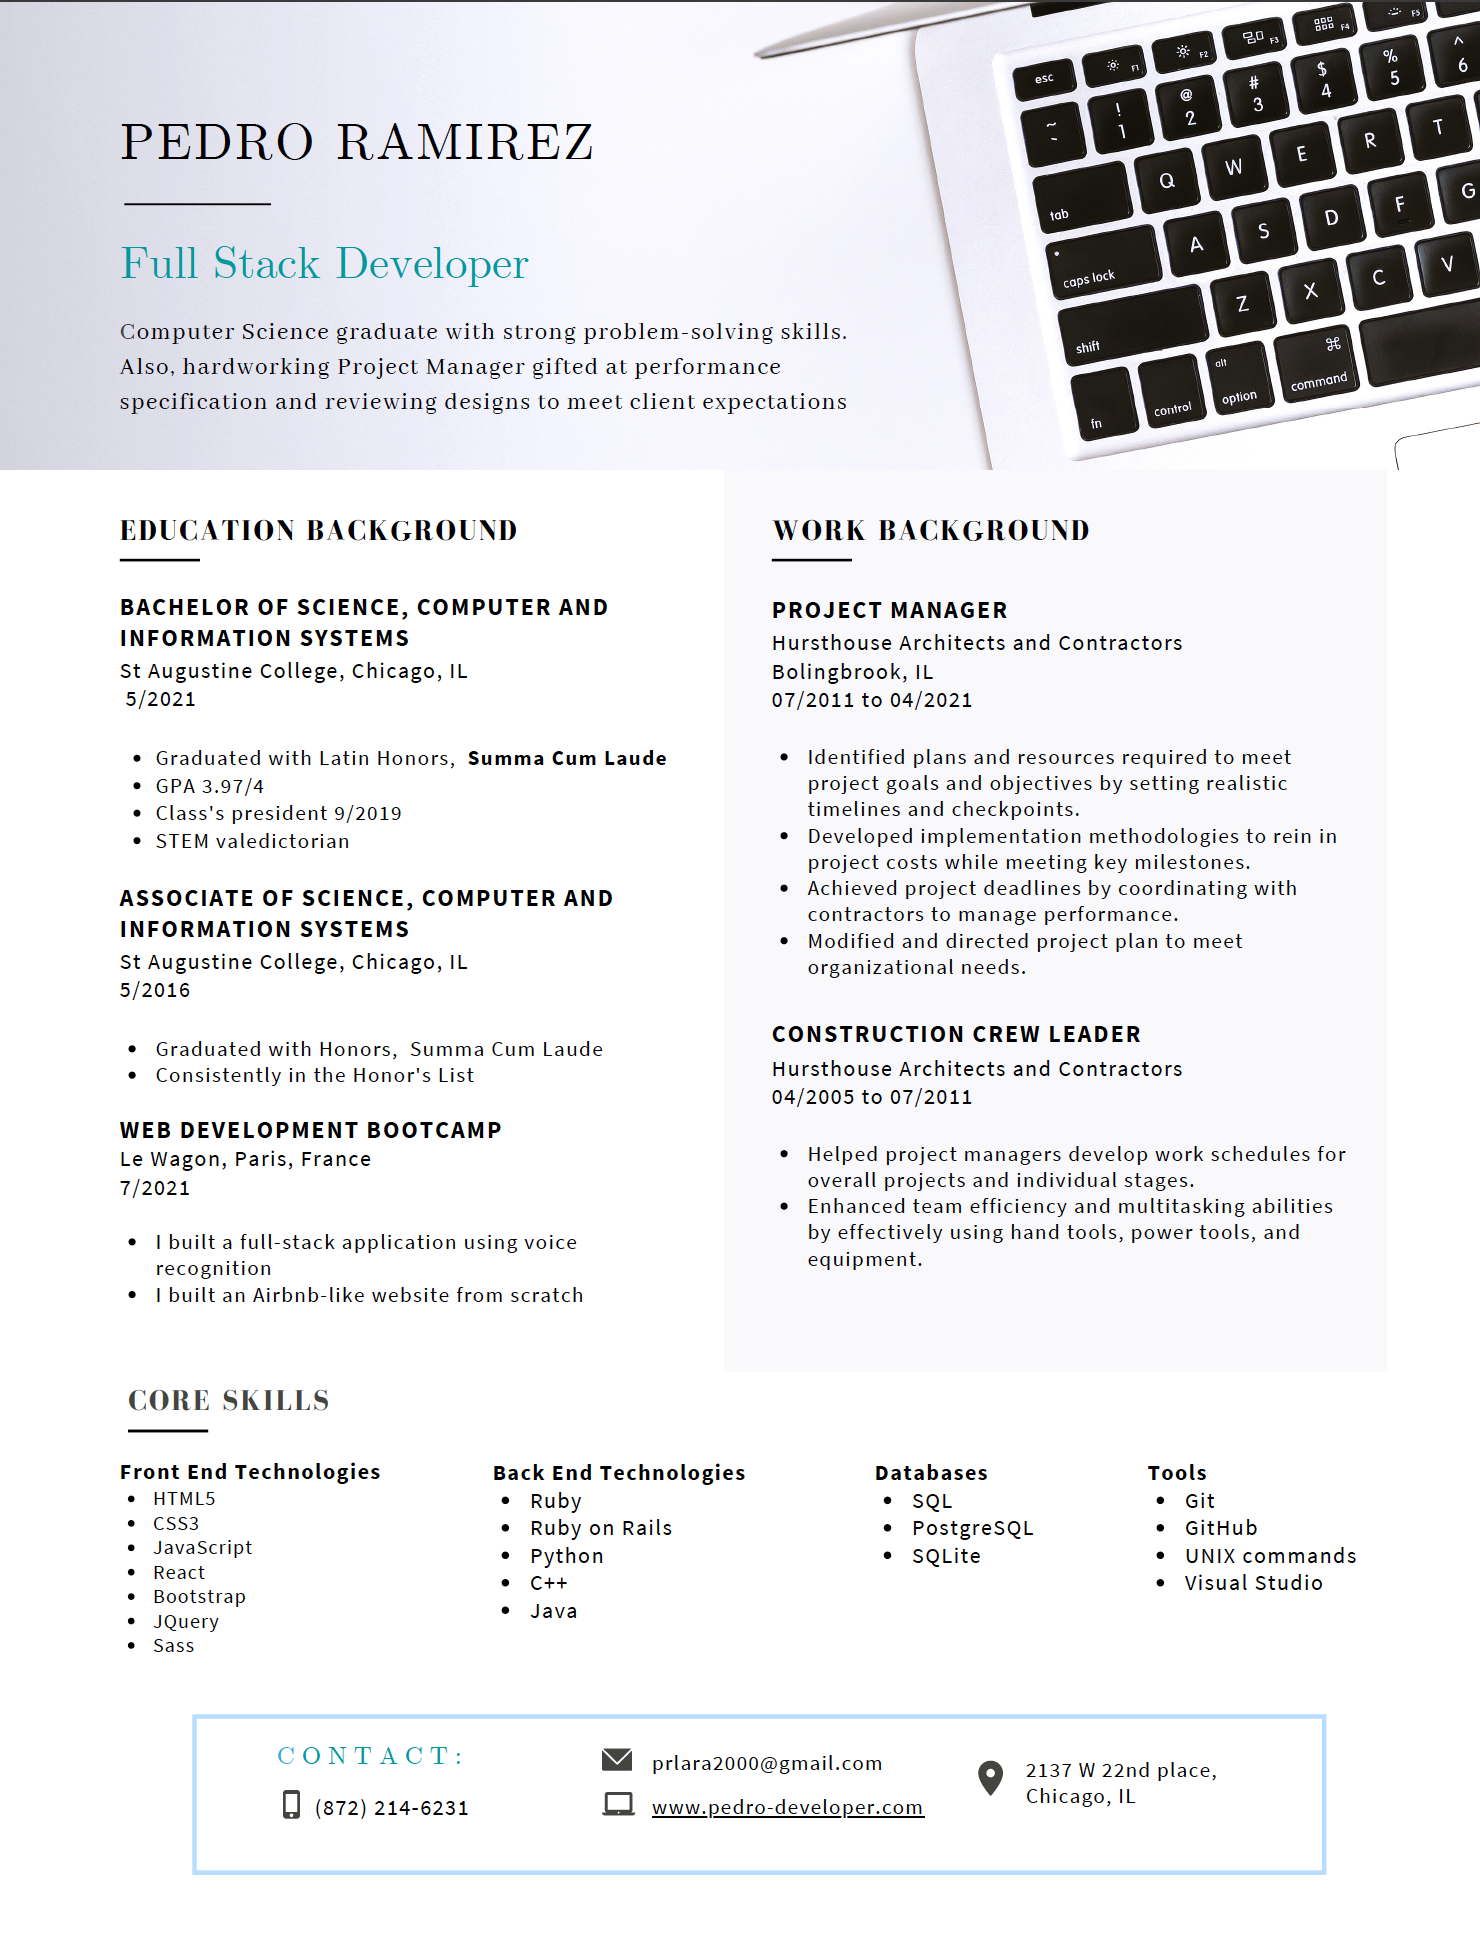 PEDRO RAMIREZ
Full Stack Developer
Computer Science graduate with strong problem-solving skills.
Also, hardworking Project Manager gifted at performance
specification and reviewing designs to meet client expectations
esc
F1
F2
F3
F4
F5
~
`
!
1
@
2
#
3
$
4
%
5
^
6
tab
Q
W
E
R
T
caps lock
A
S
D
F
G
shift
Z
X
C
V
fn
control
alt
option
⌘
command
EDUCATION BACKGROUND
BACHELOR OF SCIENCE, COMPUTER AND
INFORMATION SYSTEMS
St Augustine College, Chicago, IL
5/2021
• Graduated with Latin Honors, Summa Cum Laude
• GPA 3.97/4
• Class's president 9/2019
• STEM valedictorian
ASSOCIATE OF SCIENCE, COMPUTER AND
INFORMATION SYSTEMS
St Augustine College, Chicago, IL
5/2016
• Graduated with Honors, Summa Cum Laude
• Consistently in the Honor's List
WEB DEVELOPMENT BOOTCAMP
Le Wagon, Paris, France
7/2021
• I built a full-stack application using voice
recognition
• I built an Airbnb-like website from scratch
WORK BACKGROUND
PROJECT MANAGER
Hursthouse Architects and Contractors
Bolingbrook, IL
07/2011 to 04/2021
• Identified plans and resources required to meet
project goals and objectives by setting realistic
timelines and checkpoints.
• Developed implementation methodologies to rein in
project costs while meeting key milestones.
• Achieved project deadlines by coordinating with
contractors to manage performance.
• Modified and directed project plan to meet
organizational needs.
CONSTRUCTION CREW LEADER
Hursthouse Architects and Contractors
04/2005 to 07/2011
• Helped project managers develop work schedules for
overall projects and individual stages.
• Enhanced team efficiency and multitasking abilities
by effectively using hand tools, power tools, and
equipment.
CORE SKILLS
Front End Technologies
• HTML5
• CSS3
• JavaScript
• React
• Bootstrap
• JQuery
• Sass
Back End Technologies
• Ruby
• Ruby on Rails
• Python
• C++
• Java
Databases
• SQL
• PostgreSQL
• SQLite
Tools
• Git
• GitHub
• UNIX commands
• Visual Studio
CONTACT:
(872) 214-6231
prlara2000@gmail.com
www.pedro-developer.com
2137 W 22nd place,
Chicago, IL